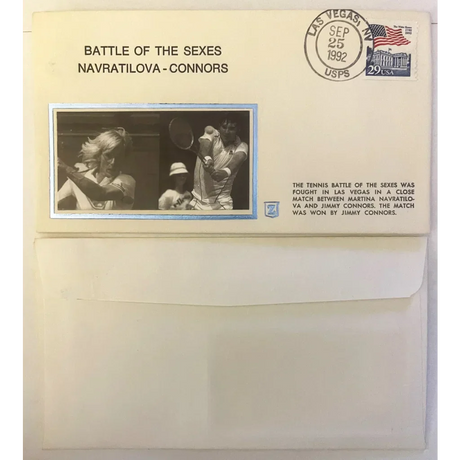 BATTLE OF THE SEXES
NAVRATILOVA - CONNORS
LAS VEGAS, NV
SEP
25
1992
USPS
29 USA
THE TENNIS BATTLE OF THE SEXES WAS
FOUGHT IN LAS VEGAS IN A CLOSE
MATCH BETWEEN MARTINA NAVRATILO-
VA AND JIMMY CONNORS. THE MATCH
WAS WON BY JIMMY CONNORS.
Z